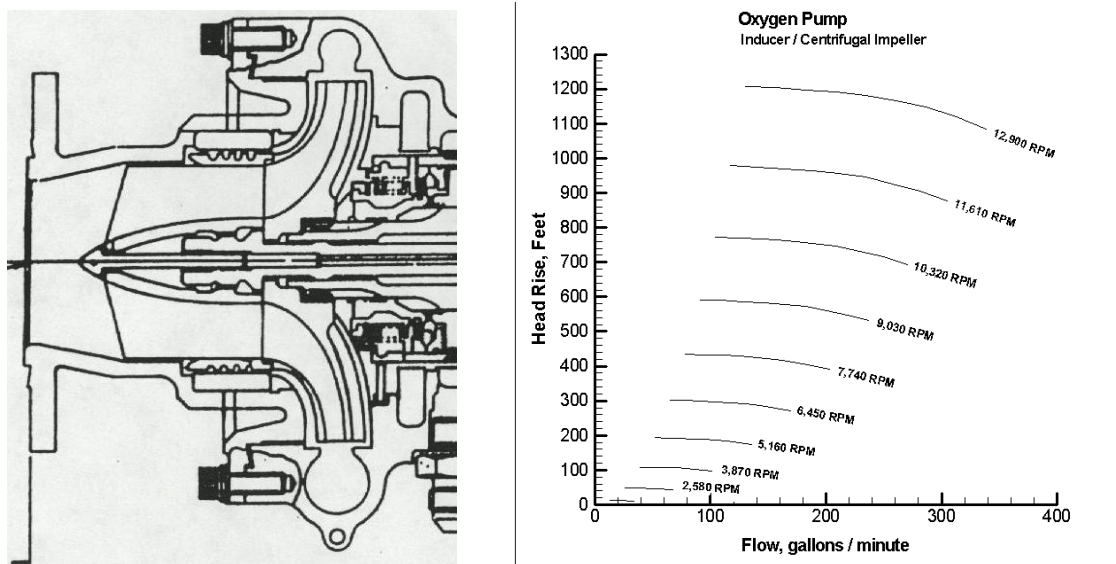 Oxygen Pump
Inducer / Centrifugal Impeller
Head Rise, Feet
1300
1200
1100
1000
900
800
700
600
500
400
300
200
100
0
12,900 RPM
11,610 RPM
10,320 RPM
9,030 RPM
7,740 RPM
6,450 RPM
5,160 RPM
3,870 RPM
2,580 RPM
0 100 200 300 400
Flow, gallons / minute